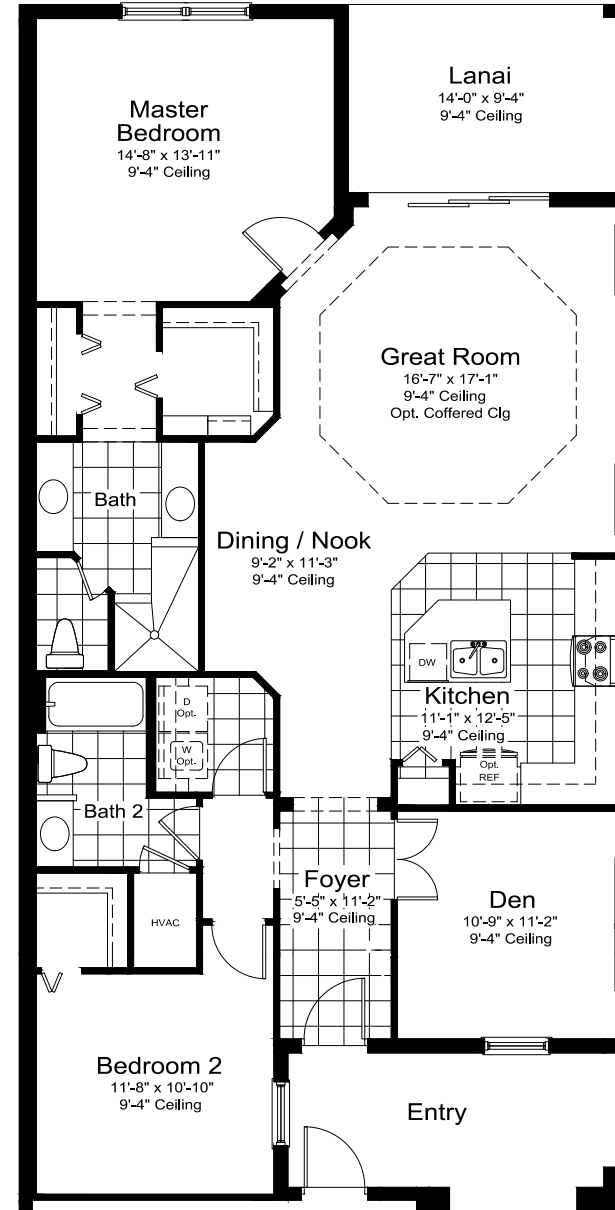 Lanai
14'-0" x 9'-4"
9'-4" Ceiling
Master
Bedroom
14'-8" x 13'-11"
9'-4" Ceiling
Great Room
16'-7" x 17'-1"
9'-4" Ceiling
Opt. Coffered Clg
Bath
Dining / Nook
9'-2" x 11'-3"
9'-4" Ceiling
DW
Kitchen
11'-1" x 12'-5"
9'-4" Ceiling
Opt.
REF
D
Opt.
W
Opt.
Bath 2
Foyer
5'-5" x 11'-2"
9'-4" Ceiling
Den
10'-9" x 11'-2"
9'-4" Ceiling
HVAC
Bedroom 2
11'-8" x 10'-10"
9'-4" Ceiling
Entry